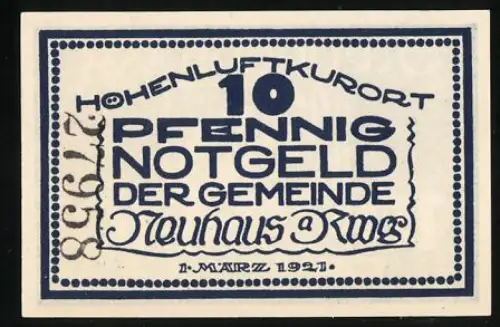 HÖHENLUFTKURORT
10
PFENNIG
NOTGELD
DER GEMEINDE
Neuhaus a Rwg
1. MÄRZ 1921.
27958